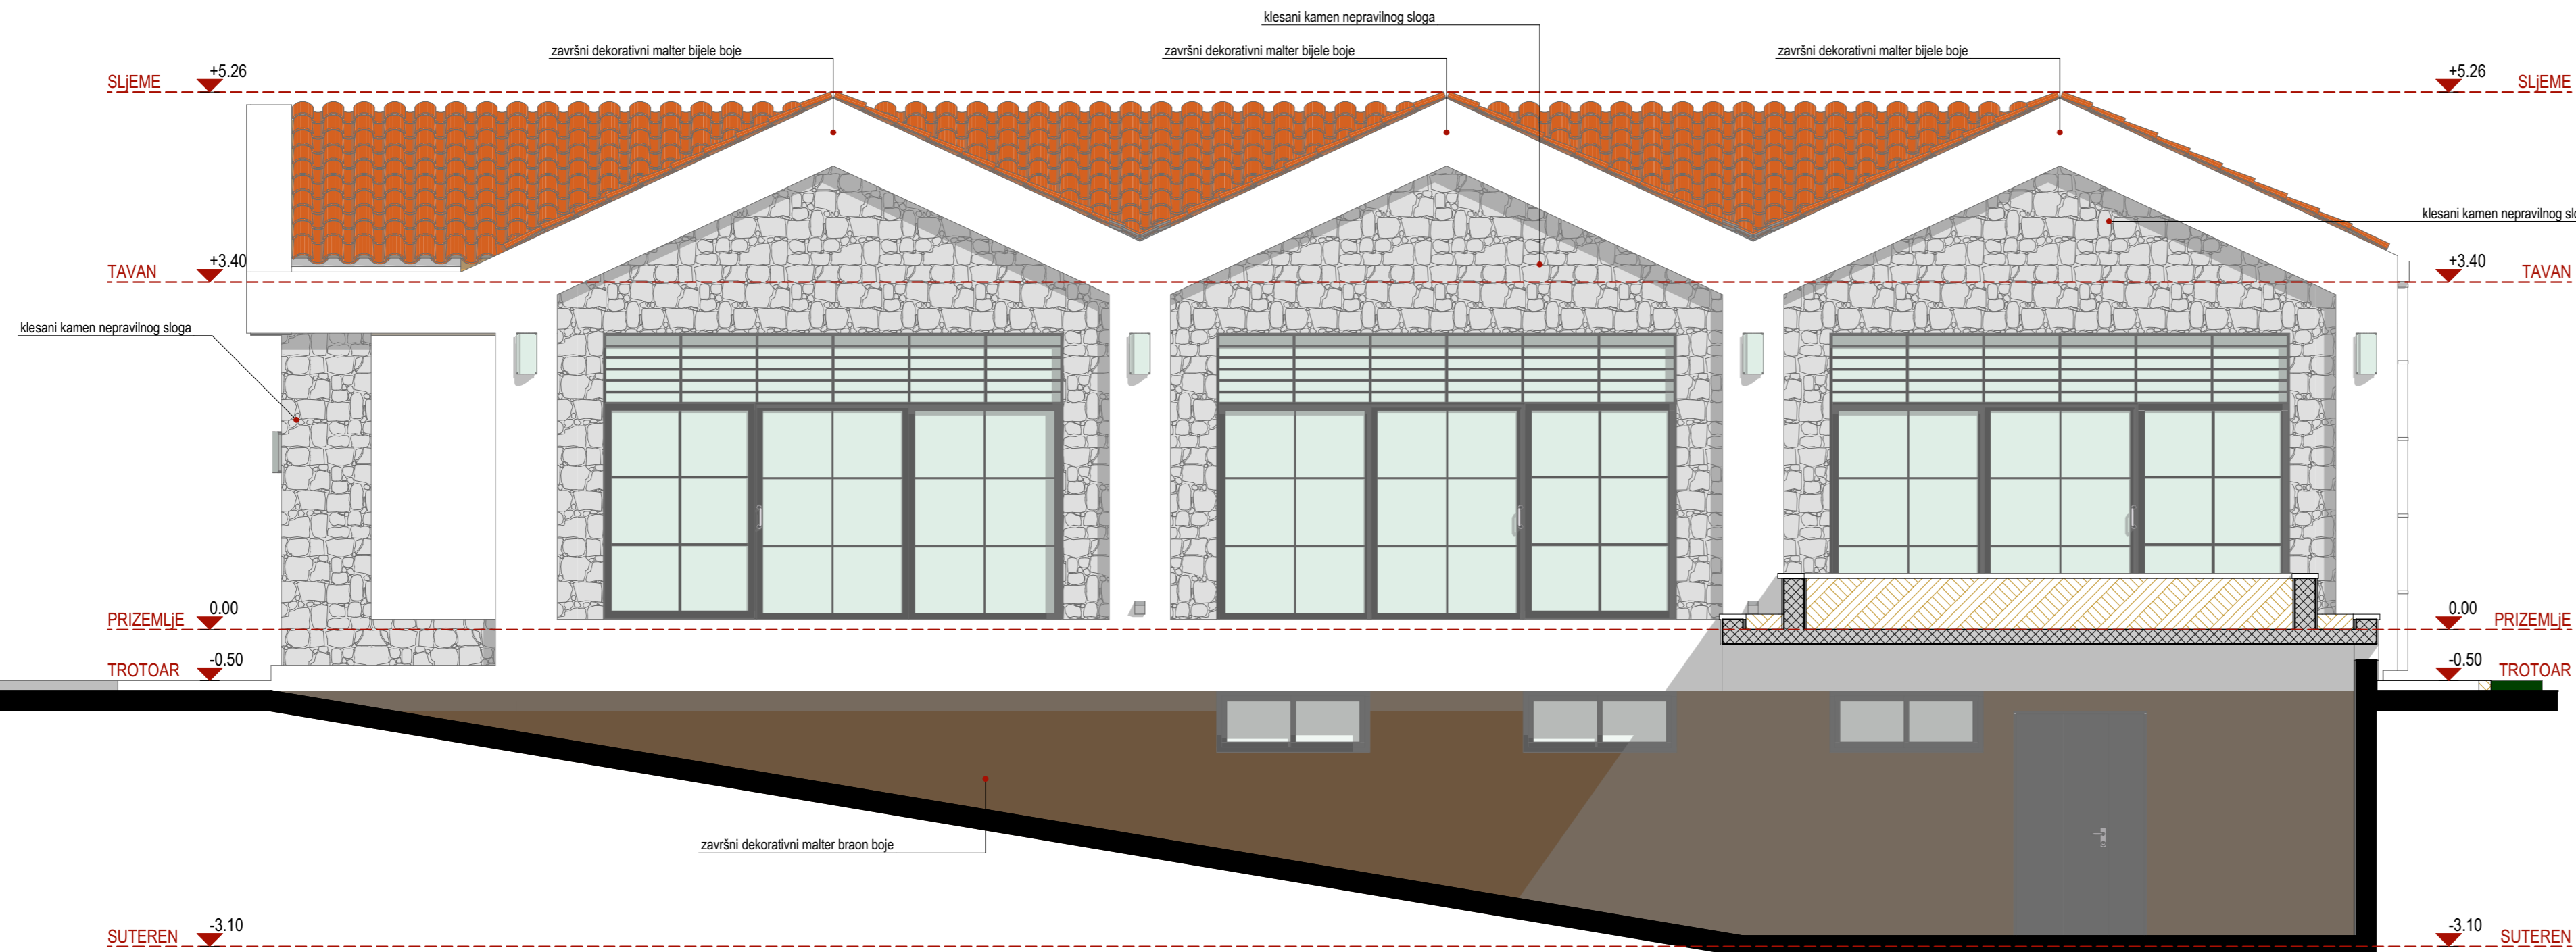 klesani kamen nepravilnog sloga
završni dekorativni malter bijele boje
završni dekorativni malter bijele boje
završni dekorativni malter bijele boje
SLjEME +5.26
+5.26 SLjEME
klesani kamen nepravilnog slo
TAVAN +3.40
+3.40 TAVAN
klesani kamen nepravilnog sloga
PRIZEMLjE 0.00
0.00 PRIZEMLjE
TROTOAR -0.50
-0.50 TROTOAR
završni dekorativni malter braon boje
SUTEREN -3.10
-3.10 SUTEREN